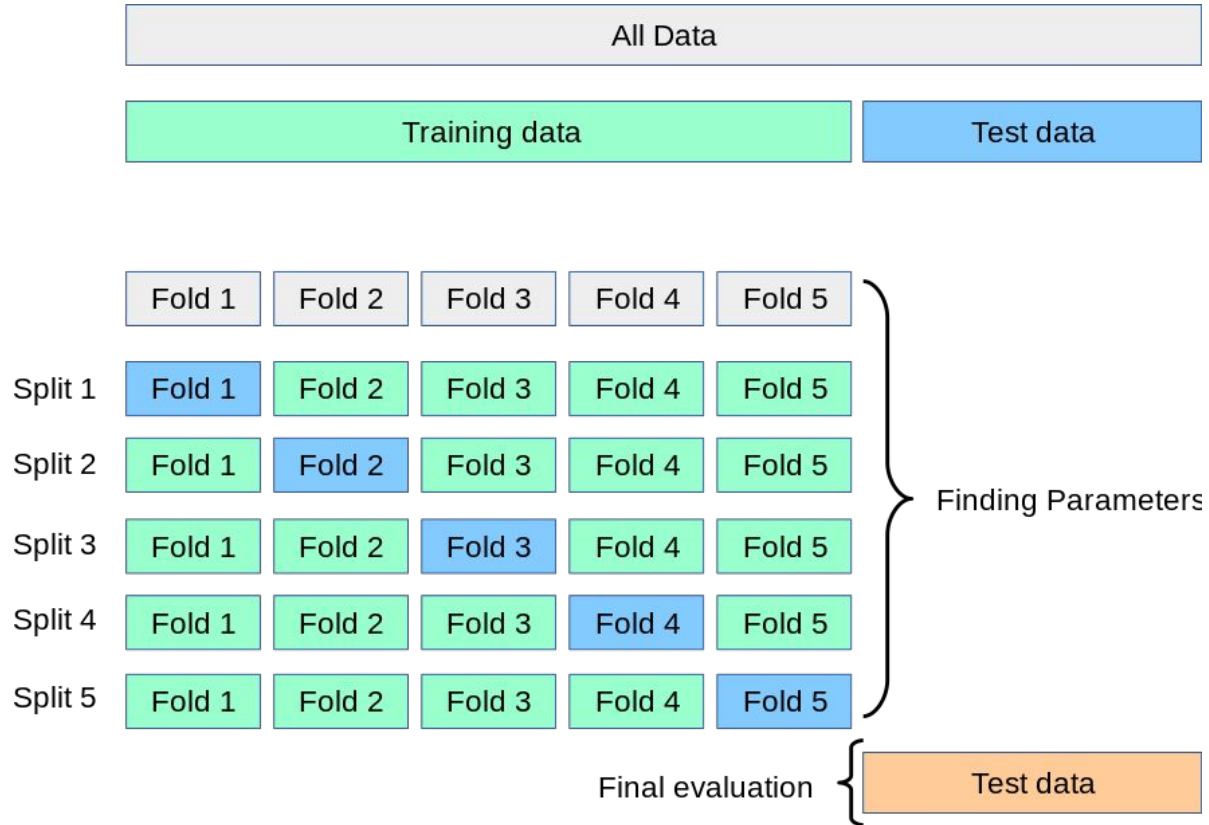 All Data
Training data Test data
Fold 1 Fold 2 Fold 3 Fold 4 Fold 5
Split 1 Fold 1 Fold 2 Fold 3 Fold 4 Fold 5
Split 2 Fold 1 Fold 2 Fold 3 Fold 4 Fold 5
Finding Parameters
Split 3 Fold 1 Fold 2 Fold 3 Fold 4 Fold 5
Split 4 Fold 1 Fold 2 Fold 3 Fold 4 Fold 5
Split 5 Fold 1 Fold 2 Fold 3 Fold 4 Fold 5
Final evaluation Test data